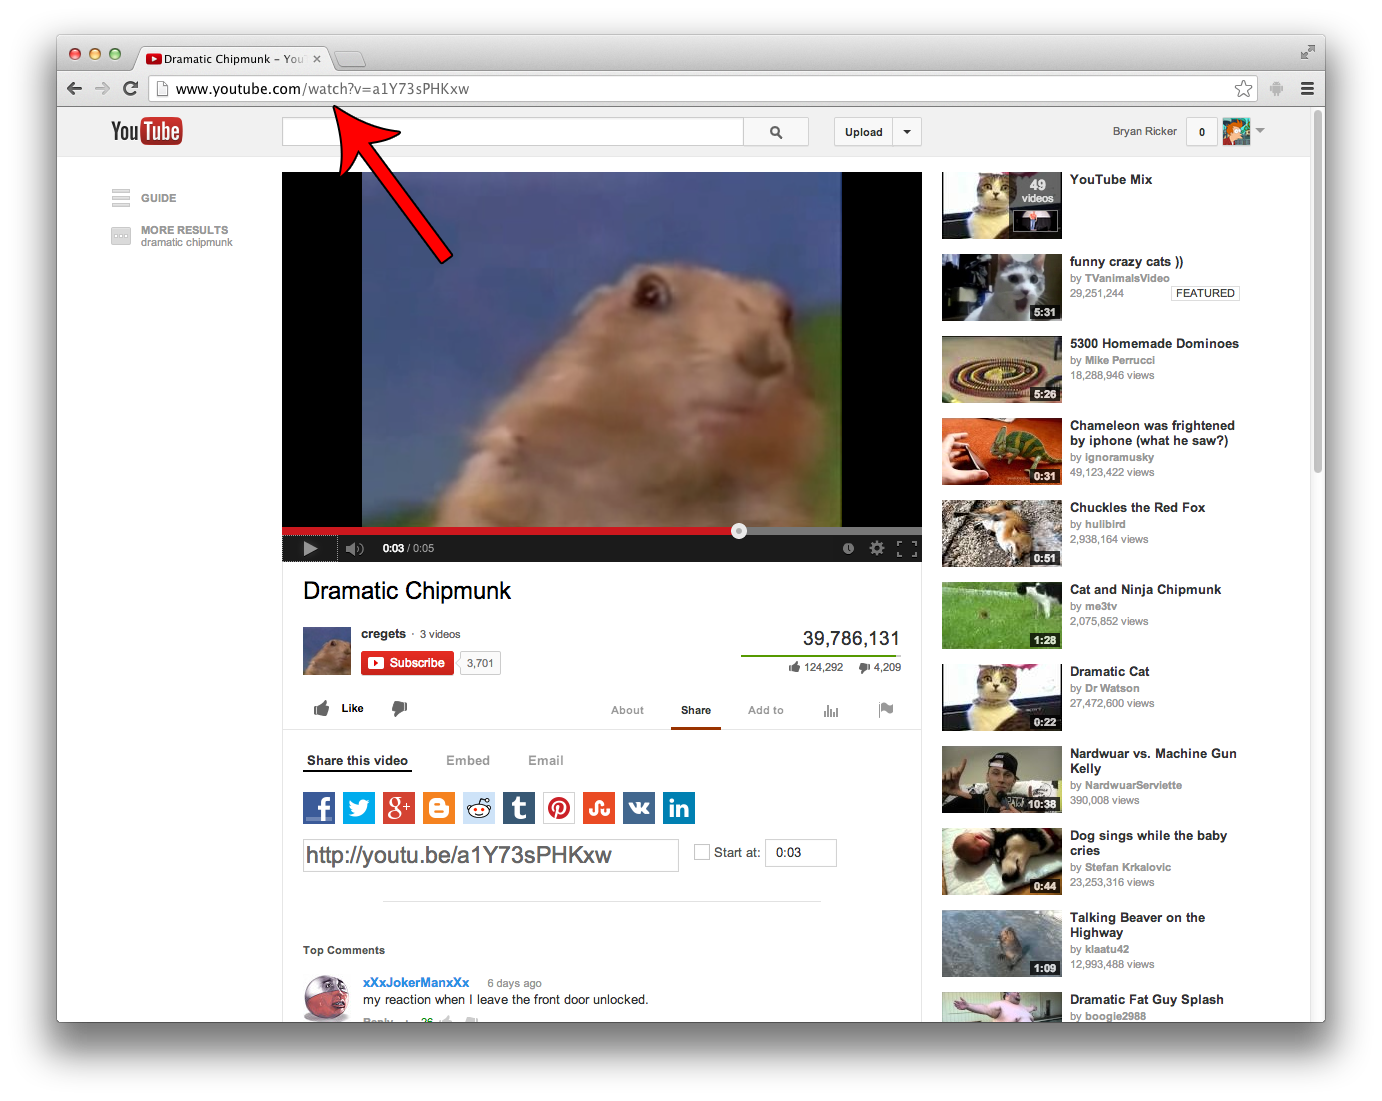 Dramatic Chipmunk – You
www.youtube.com/watch?v=a1Y73sPHKxw
YouTube
Upload
Bryan Ricker
0
GUIDE
MORE RESULTS
dramatic chipmunk
0:03 / 0:05
Dramatic Chipmunk
cregets · 3 videos
Subscribe
3,701
39,786,131
124,292
4,209
Like
About
Share
Add to
Share this video
Embed
Email
http://youtu.be/a1Y73sPHKxw
Start at:
0:03
Top Comments
xXxJokerManxXx
6 days ago
my reaction when I leave the front door unlocked.
Reply
26
49
videos
YouTube Mix
5:31
funny crazy cats ))
by TVanimalsVideo
29,251,244
FEATURED
5:26
5300 Homemade Dominoes
by Mike Perrucci
18,288,946 views
0:31
Chameleon was frightened
by iphone (what he saw?)
by ignoramusky
49,123,422 views
0:51
Chuckles the Red Fox
by hulibird
2,938,164 views
1:28
Cat and Ninja Chipmunk
by me3tv
2,075,852 views
0:22
Dramatic Cat
by Dr Watson
27,472,600 views
10:38
Nardwuar vs. Machine Gun
Kelly
by NardwuarServiette
390,008 views
0:44
Dog sings while the baby
cries
by Stefan Krkalovic
23,253,316 views
1:09
Talking Beaver on the
Highway
by klaatu42
12,993,488 views
Dramatic Fat Guy Splash
by boogie2988